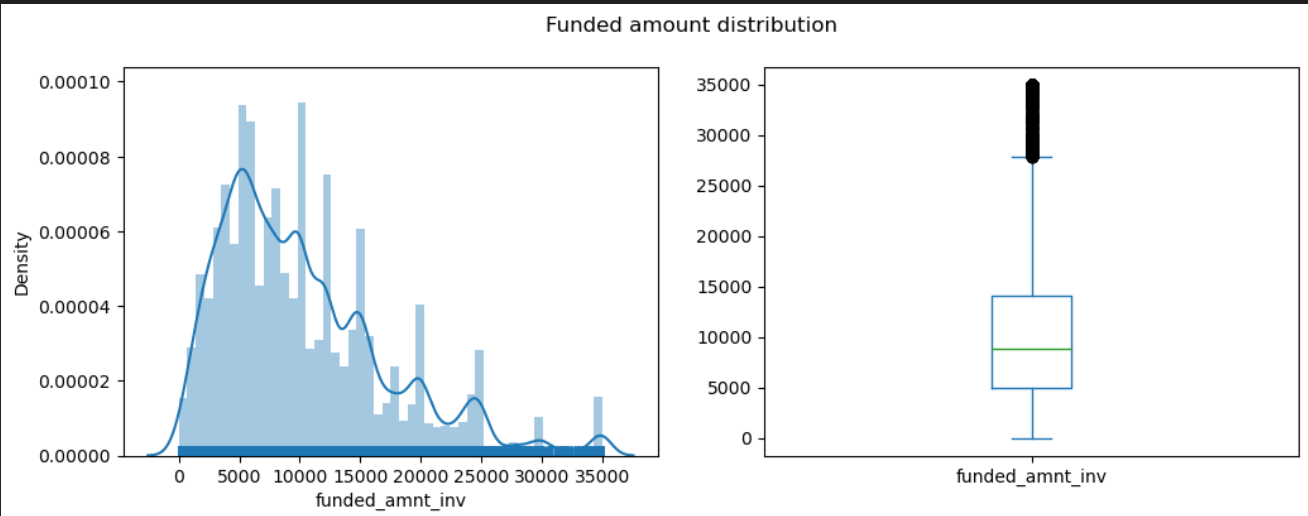 Funded amount distribution
0.00010
0.00008
0.00006
0.00004
0.00002
0.00000
Density
0 5000 10000 15000 20000 25000 30000 35000
funded_amnt_inv
35000
30000
25000
20000
15000
10000
5000
0
funded_amnt_inv